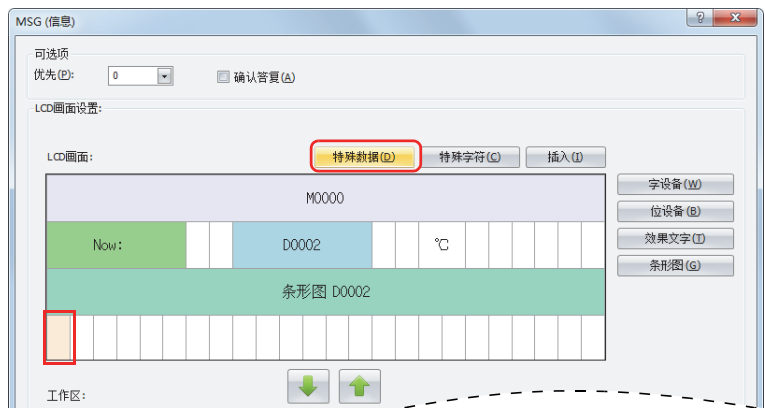 MSG (信息)
可选项
优先(P): 0 确认答复(A)
LCD画面设置:
LCD画面: 特殊数据(D) 特殊字符(C) 插入(I)
M0000 字设备(W)
位设备(B)
Now: D0002 ℃ 效果文字(T)
条形图(G)
条形图 D0002
工作区: